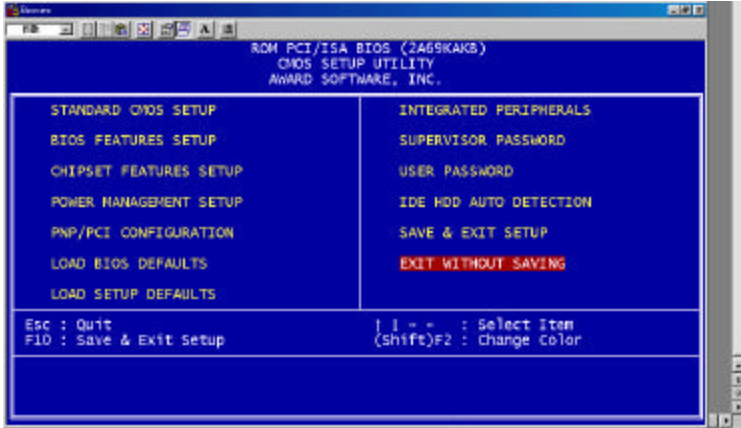 ROM PCI/ISA BIOS (2A69KAKB)
CMOS SETUP UTILITY
AWARD SOFTWARE, INC.
STANDARD CMOS SETUP
BIOS FEATURES SETUP
CHIPSET FEATURES SETUP
POWER MANAGEMENT SETUP
PNP/PCI CONFIGURATION
LOAD BIOS DEFAULTS
LOAD SETUP DEFAULTS
INTEGRATED PERIPHERALS
SUPERVISOR PASSWORD
USER PASSWORD
IDE HDD AUTO DETECTION
SAVE & EXIT SETUP
EXIT WITHOUT SAVING
Esc : Quit
F10 : Save & Exit Setup
: Select Item
(Shift)F2 : Change Color